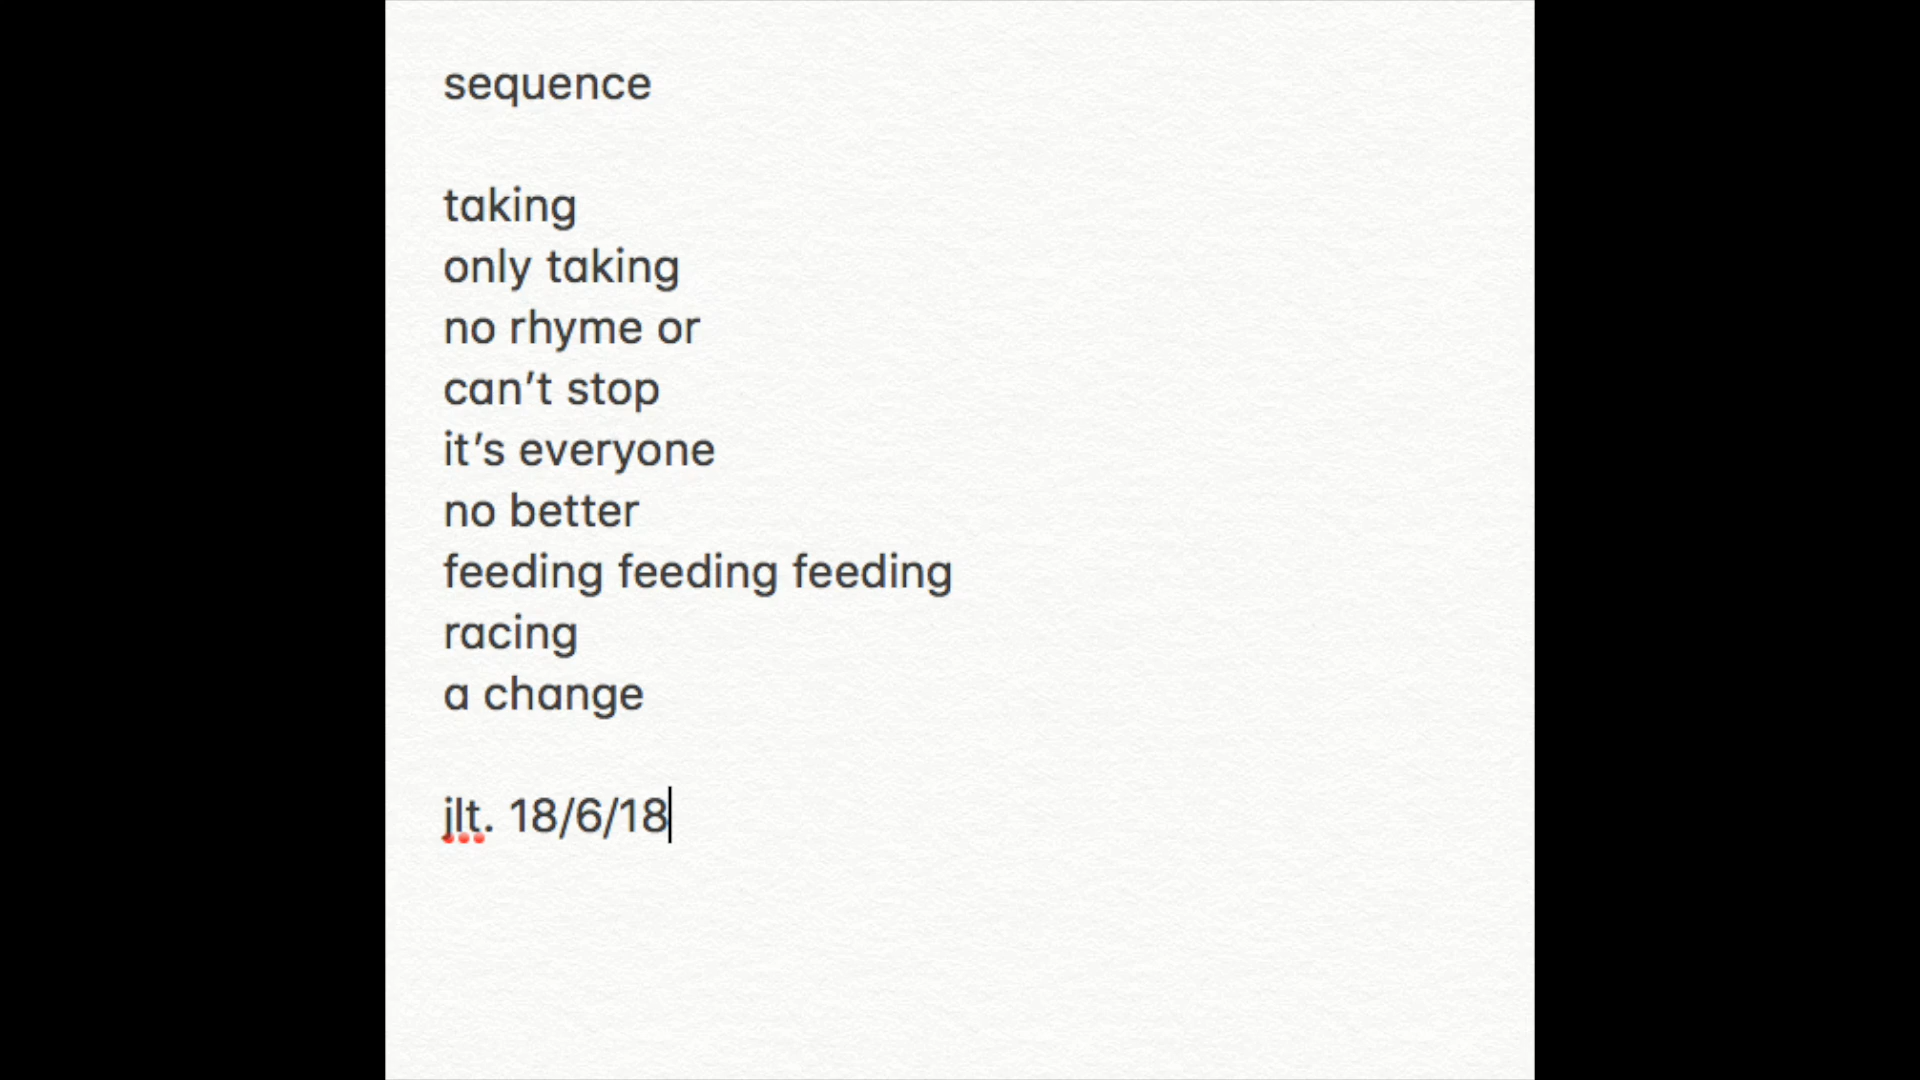 sequence
taking
only taking
no rhyme or
can’t stop
it’s everyone
no better
feeding feeding feeding
racing
a change
jlt. 18/6/18